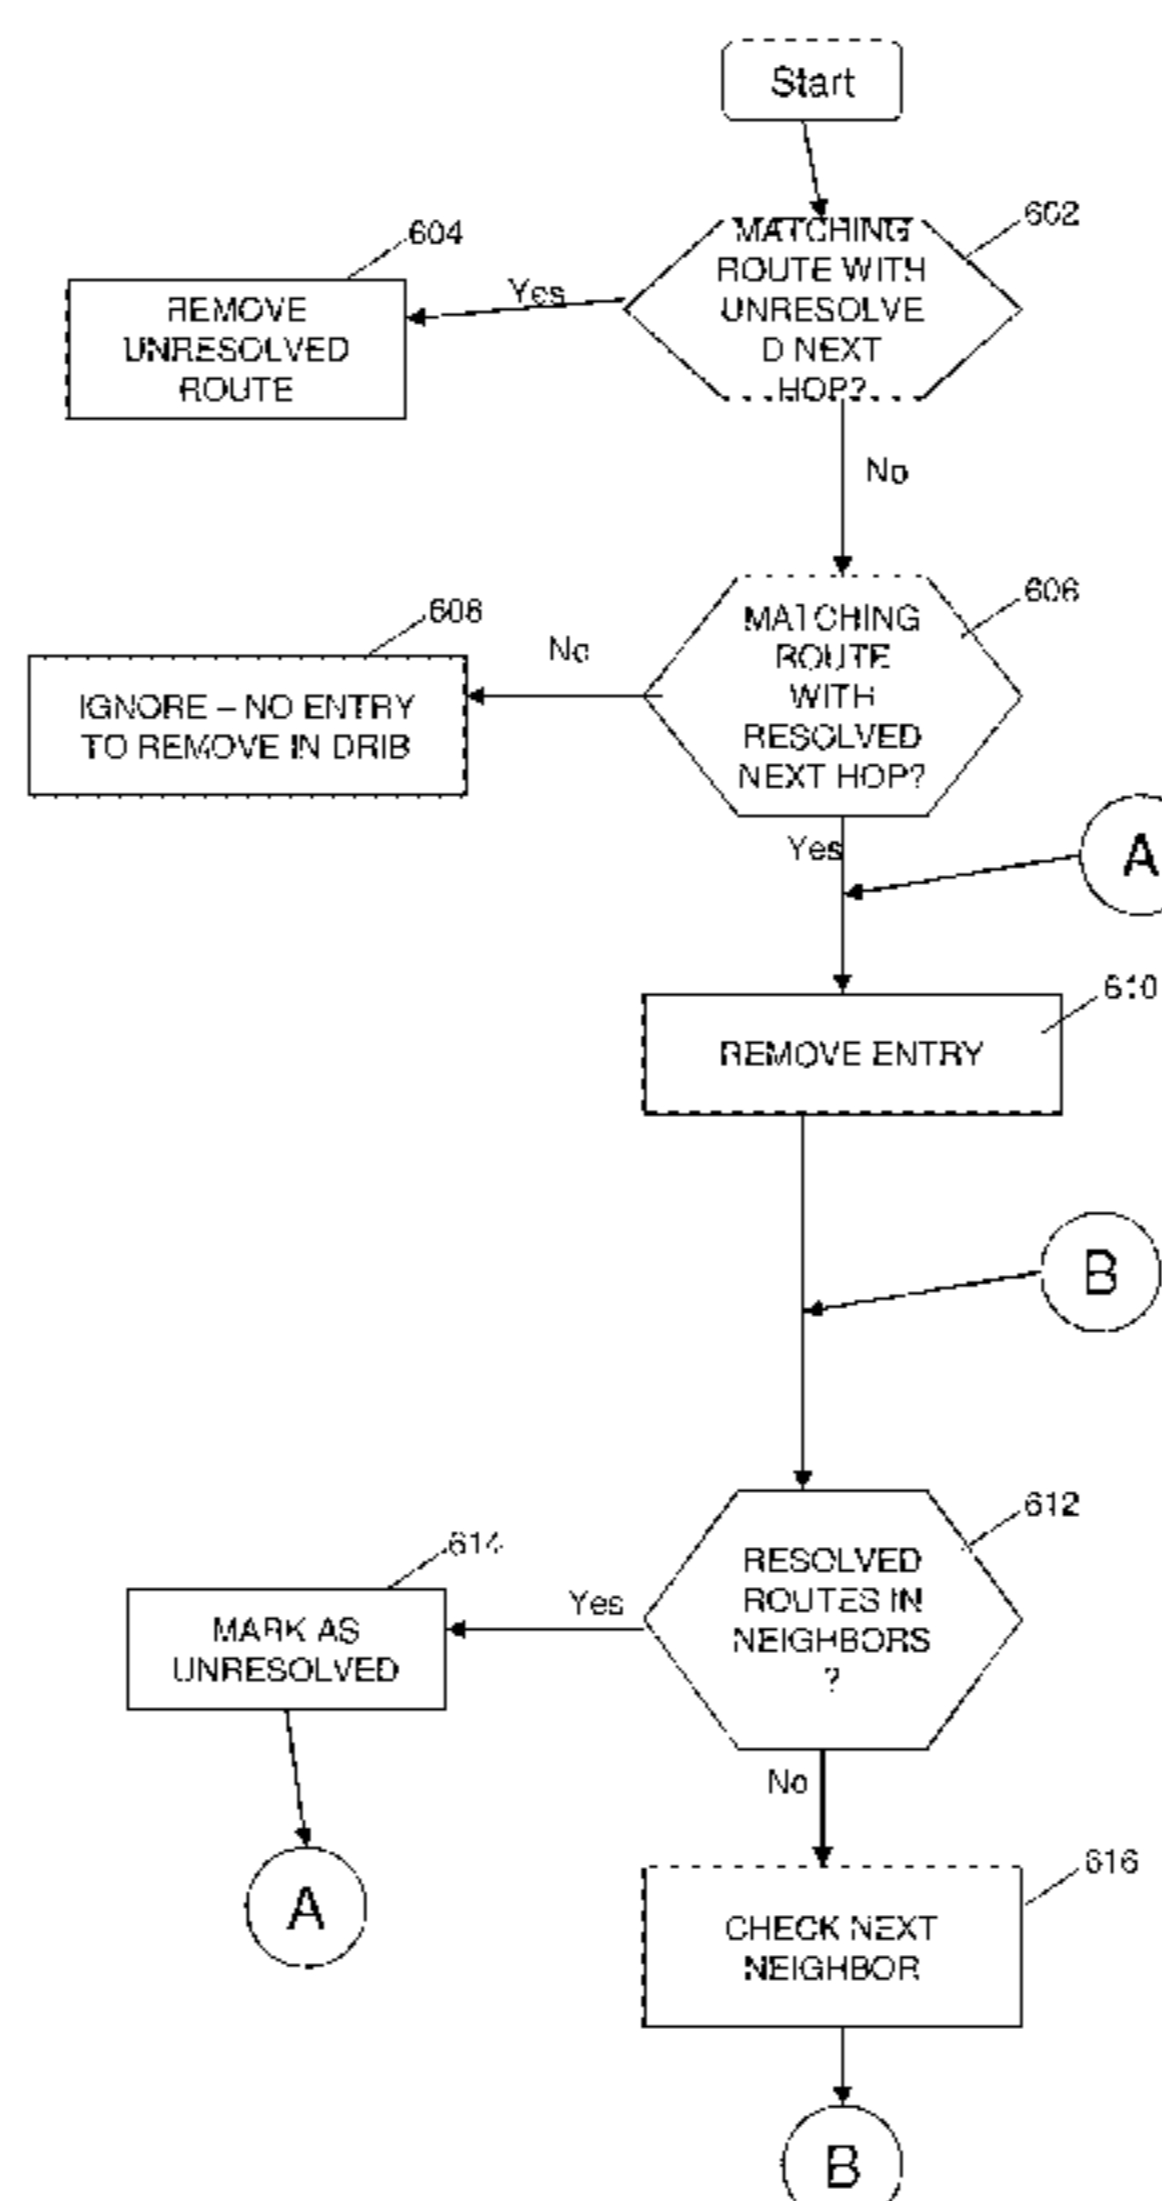 Start
602
MATCHING
ROUTE WITH
UNRESOLVE
D NEXT
HOP?
604
Yes
REMOVE
UNRESOLVED
ROUTE
No
606
MATCHING
ROUTE
WITH
RESOLVED
NEXT HOP?
608
No
IGNORE – NO ENTRY
TO REMOVE IN DRIB
Yes
A
610
REMOVE ENTRY
B
612
RESOLVED
ROUTES IN
NEIGHBORS
?
614
Yes
MARK AS
UNRESOLVED
No
A
616
CHECK NEXT
NEIGHBOR
B